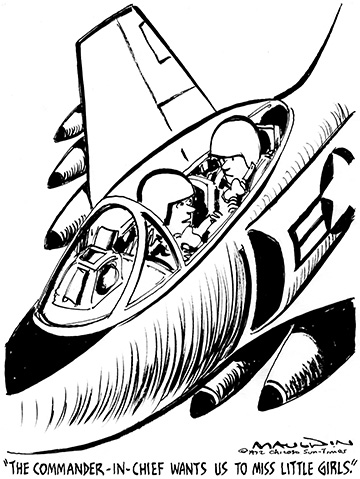 MAULDIN
©1972 CHICAGO SUN-TIMES
"THE COMMANDER-IN-CHIEF WANTS US TO MISS LITTLE GIRLS."